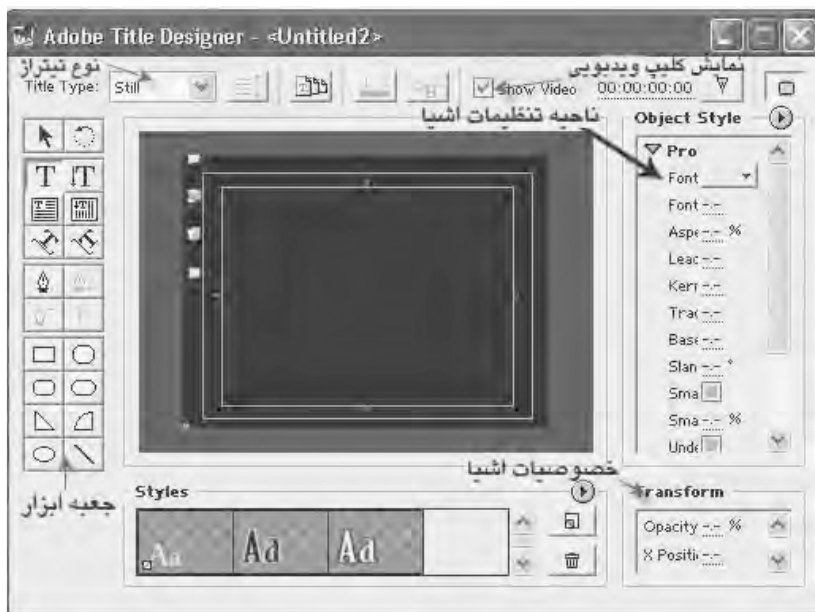 Adobe Title Designer - <Untitled2>
نوع تیتراژ
نمایش کلیپ ویدیویی
Title Type: Still
Show Video 00:00:00:00
ناحیه تنظیمات اشیا
Object Style
Pro
Font
Font -.-
Aspe -.- %
Lead -.-
Kerr -.-
Trac -.-
Base -.-
Slan -.- °
Sma
Sma -.- %
Unde
T IT
خصوصیات اشیا
جعبه ابزار
Styles
Transform
Aa Aa Aa
Opacity -.- %
X Positi -.-